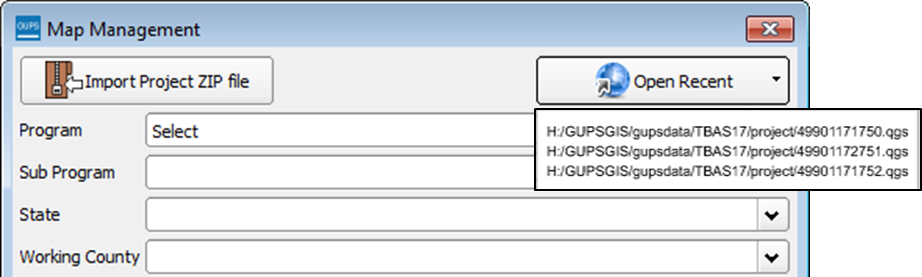 GUPS Map Management
Import Project ZIP file Open Recent
Program Select
H:/GUPSGIS/gupsdata/TBAS17/project/49901171750.qgs
H:/GUPSGIS/gupsdata/TBAS17/project/49901172751.qgs
H:/GUPSGIS/gupsdata/TBAS17/project/49901171752.qgs
Sub Program
State
Working County